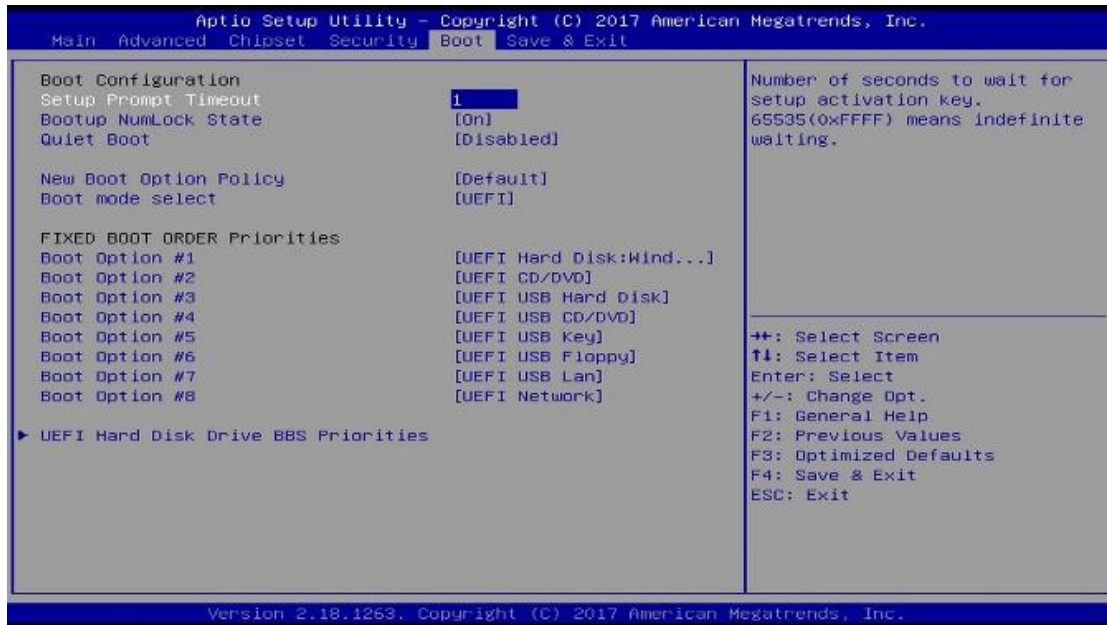 Aptio Setup Utility – Copyright (C) 2017 American Megatrends, Inc.
Main Advanced Chipset Security Boot Save & Exit
Boot Configuration
Setup Prompt Timeout 1
Bootup NumLock State [On]
Quiet Boot [Disabled]
New Boot Option Policy [Default]
Boot mode select [UEFI]
FIXED BOOT ORDER Priorities
Boot Option #1 [UEFI Hard Disk:Wind...]
Boot Option #2 [UEFI CD/DVD]
Boot Option #3 [UEFI USB Hard Disk]
Boot Option #4 [UEFI USB CD/DVD]
Boot Option #5 [UEFI USB Key]
Boot Option #6 [UEFI USB Floppy]
Boot Option #7 [UEFI USB Lan]
Boot Option #8 [UEFI Network]
► UEFI Hard Disk Drive BBS Priorities
Number of seconds to wait for
setup activation key.
65535(0xFFFF) means indefinite
waiting.
→←: Select Screen
↑↓: Select Item
Enter: Select
+/-: Change Opt.
F1: General Help
F2: Previous Values
F3: Optimized Defaults
F4: Save & Exit
ESC: Exit
Version 2.18.1263. Copyright (C) 2017 American Megatrends, Inc.